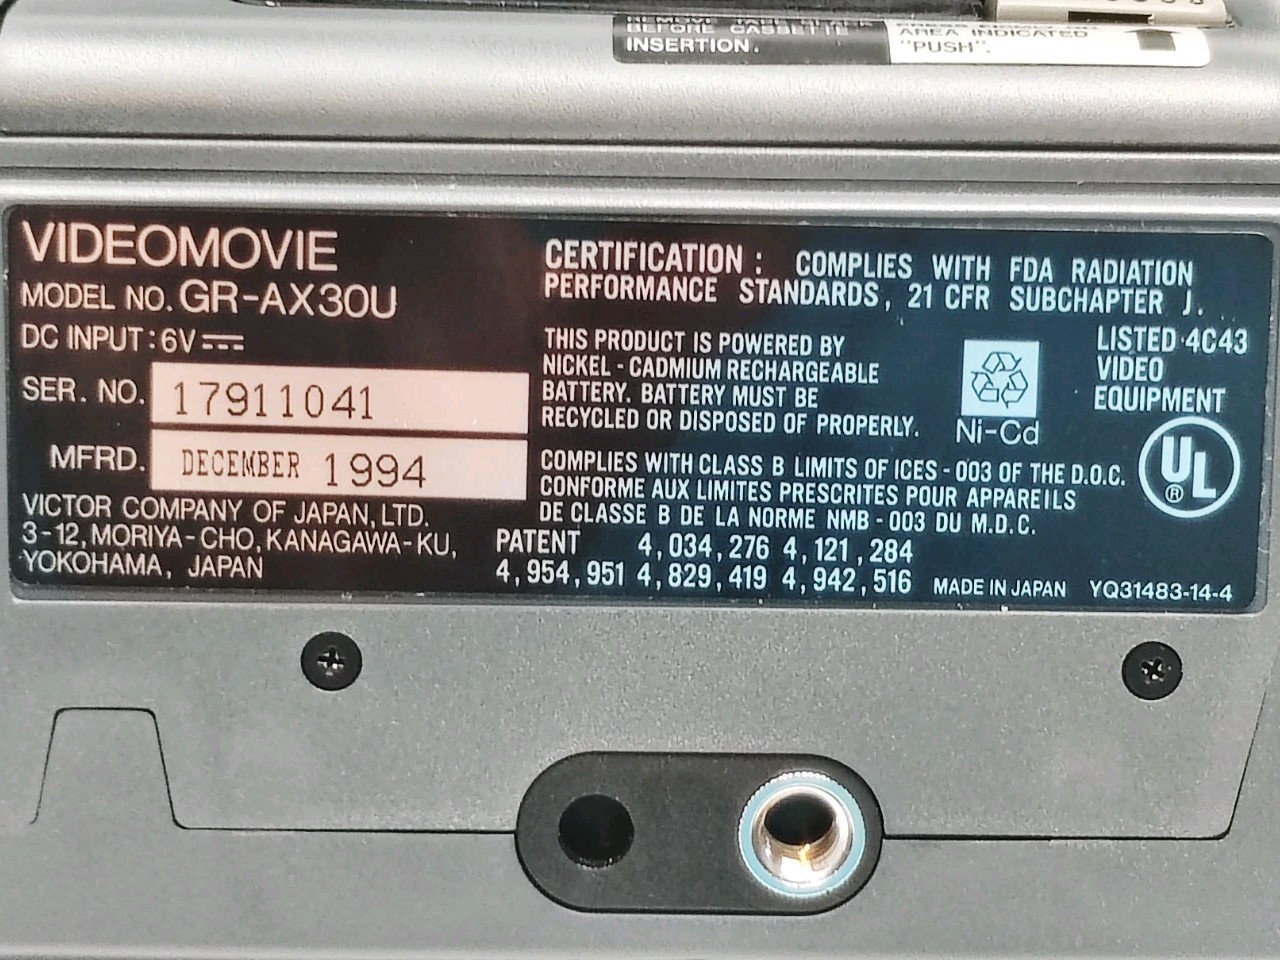 BEFORE CASSETTE
INSERTION.
AREA INDICATED
"PUSH".
VIDEOMOVIE
MODEL NO. GR-AX30U
DC INPUT : 6V
SER. NO. 17911041
MFRD. DECEMBER 1994
VICTOR COMPANY OF JAPAN, LTD.
3-12, MORIYA-CHO, KANAGAWA-KU,
YOKOHAMA, JAPAN
CERTIFICATION : COMPLIES WITH FDA RADIATION
PERFORMANCE STANDARDS, 21 CFR SUBCHAPTER J.
THIS PRODUCT IS POWERED BY
NICKEL-CADMIUM RECHARGEABLE
BATTERY. BATTERY MUST BE
RECYCLED OR DISPOSED OF PROPERLY.
Ni-Cd
LISTED 4C43
VIDEO
EQUIPMENT
UL
®
COMPLIES WITH CLASS B LIMITS OF ICES-003 OF THE D.O.C.
CONFORME AUX LIMITES PRESCRITES POUR APPAREILS
DE CLASSE B DE LA NORME NMB-003 DU M.D.C.
PATENT 4,034,276 4,121,284
4,954,951 4,829,419 4,942,516
MADE IN JAPAN YQ31483-14-4